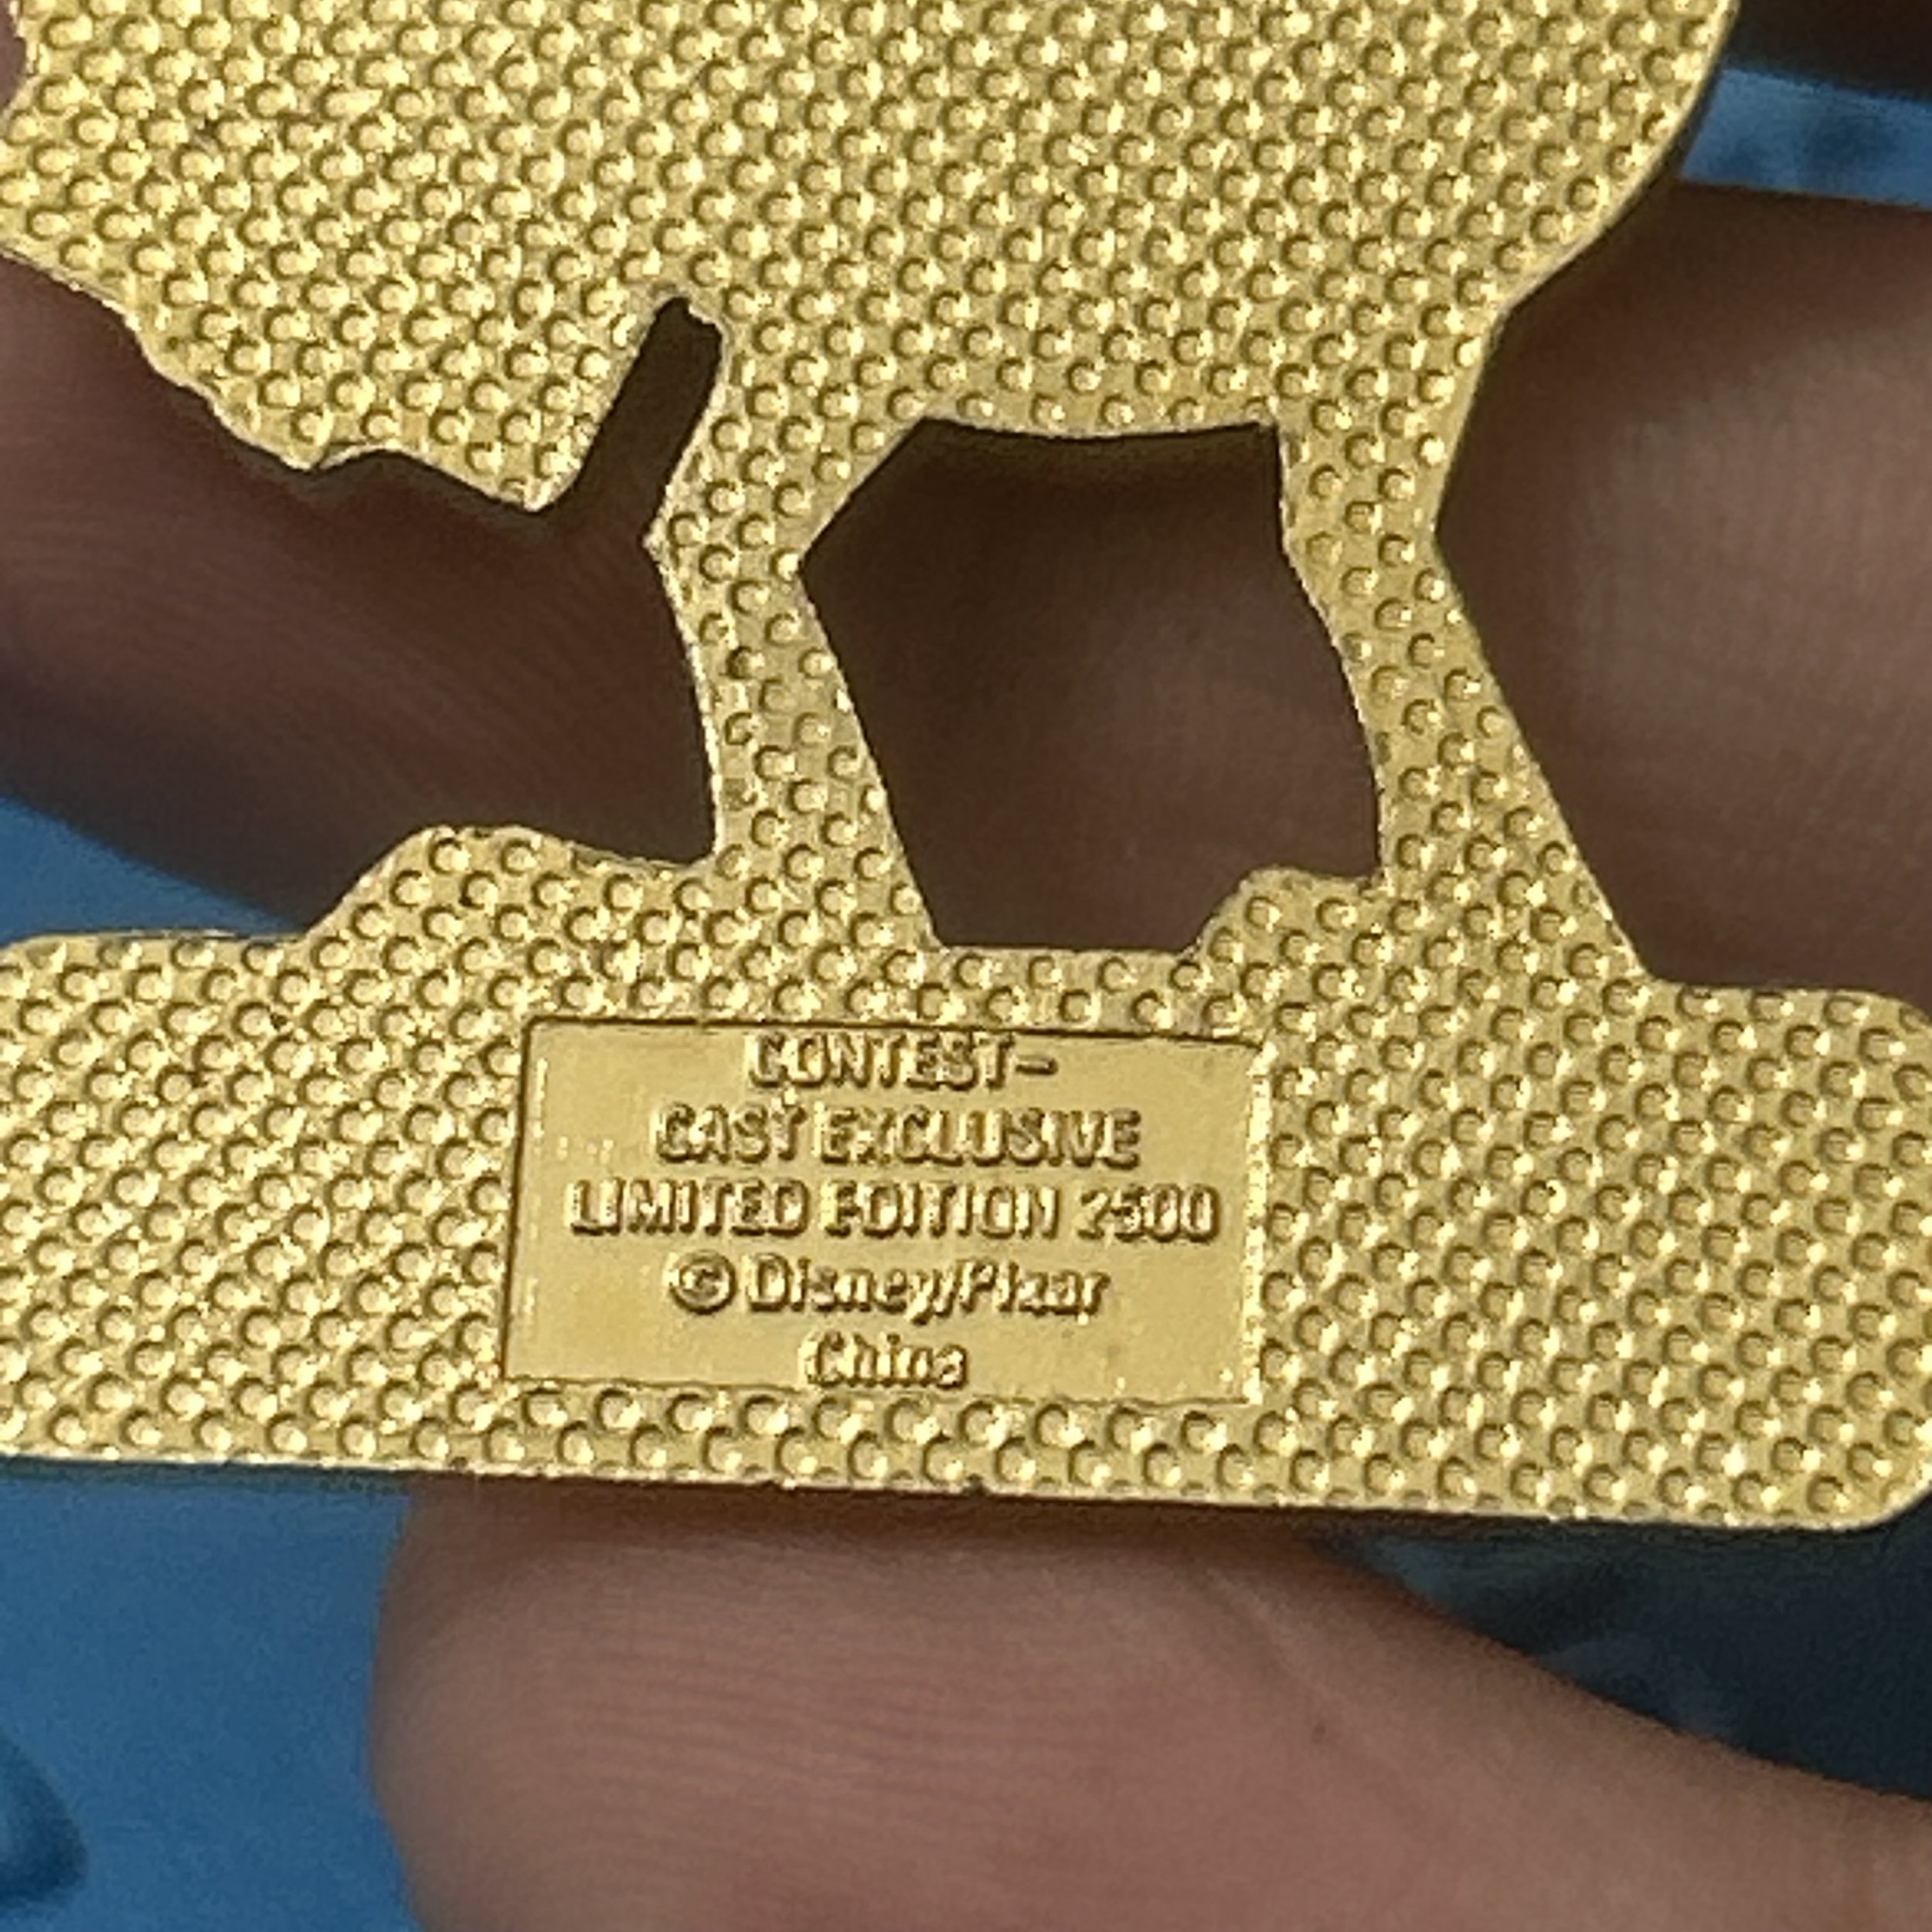 CONTEST-
CAST EXCLUSIVE
LIMITED EDITION 2500
© Disney/Pixar
China